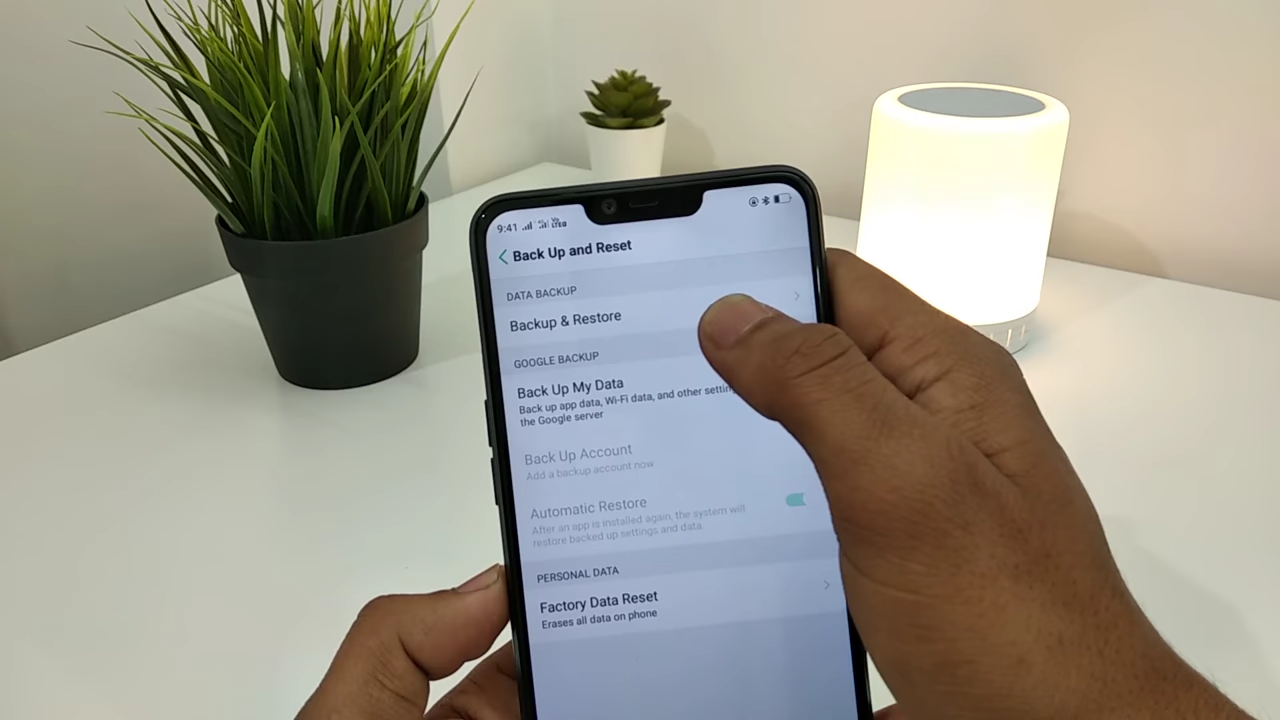 9:41
Back Up and Reset
DATA BACKUP
Backup & Restore
GOOGLE BACKUP
Back Up My Data
Back up app data, Wi-Fi data, and other
the Google server
Back Up Account
Add a backup account now
Automatic Restore
After an app is installed again, the system will
restore backed up settings and data.
PERSONAL DATA
Factory Data Reset
Erases all data on phone